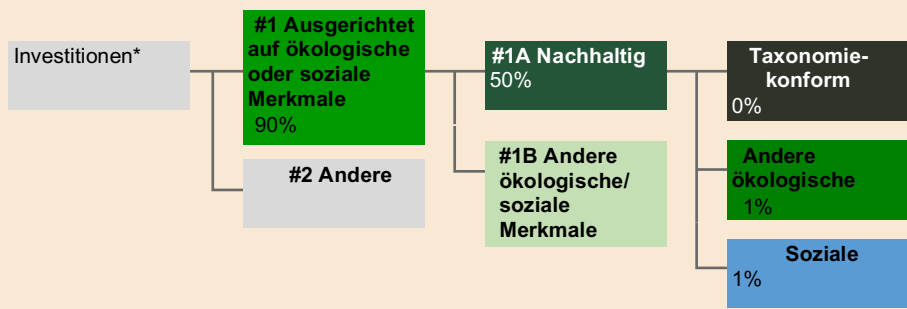 Investitionen*
#1 Ausgerichtet
auf ökologische
oder soziale
Merkmale
90%
#2 Andere
#1A Nachhaltig
50%
#1B Andere
ökologische/
soziale
Merkmale
Taxonomie-
konform
0%
Andere
ökologische
1%
Soziale
1%